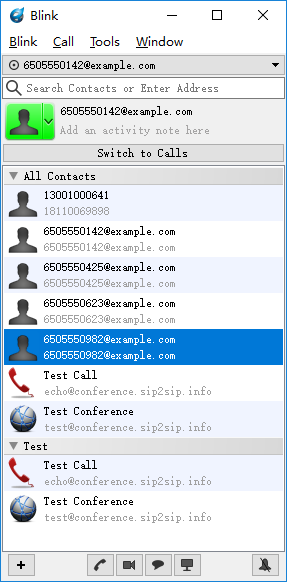 Blink
Blink Call Tools Window
6505550142@example.com
Search Contacts or Enter Address
6505550142@example.com
Add an activity note here
Switch to Calls
All Contacts
13001000641
18110069898
6505550142@example.com
6505550142@example.com
6505550425@example.com
6505550425@example.com
6505550623@example.com
6505550623@example.com
6505550982@example.com
6505550982@example.com
Test Call
echo@conference.sip2sip.info
Test Conference
test@conference.sip2sip.info
Test
Test Call
echo@conference.sip2sip.info
Test Conference
test@conference.sip2sip.info